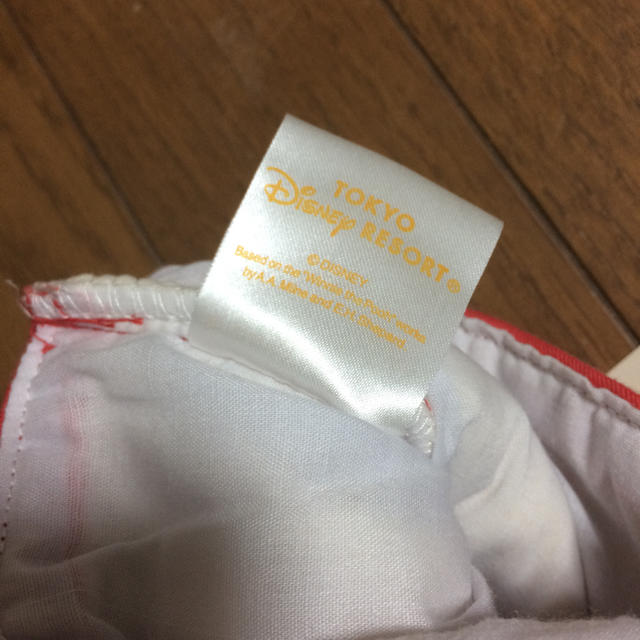 TOKYO
Disney RESORT®
© DISNEY
Based on the "Winnie the Pooh" works
by A.A. Milne and E.H. Shepard